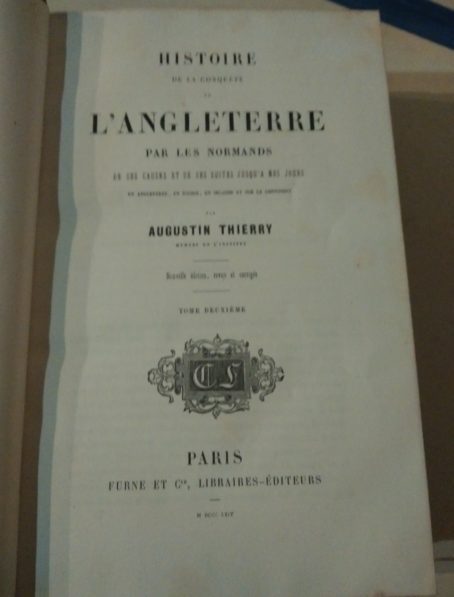 HISTOIRE
DE LA CONQUÊTE
DE
L'ANGLETERRE
PAR LES NORMANDS
DE SES CAUSES ET DE SES SUITES JUSQU'A NOS JOURS
EN ANGLETERRE, EN ÉCOSSE, EN IRLANDE ET SUR LE CONTINENT
PAR
AUGUSTIN THIERRY
MEMBRE DE L'INSTITUT
Nouvelle édition, revue et corrigée
TOME DEUXIÈME
PARIS
FURNE ET Cie, LIBRAIRES-ÉDITEURS
M DCCC